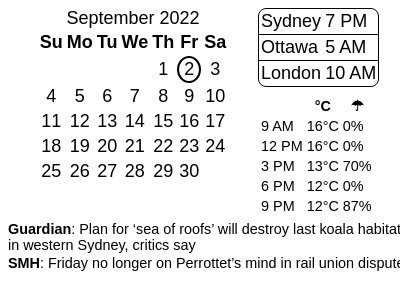 September 2022
Su Mo Tu We Th Fr Sa
1 2 3
4 5 6 7 8 9 10
11 12 13 14 15 16 17
18 19 20 21 22 23 24
25 26 27 28 29 30
Sydney 7 PM
Ottawa 5 AM
London 10 AM
°C ☂
9 AM 16°C 0%
12 PM 16°C 0%
3 PM 13°C 70%
6 PM 12°C 0%
9 PM 12°C 87%
Guardian: Plan for ‘sea of roofs’ will destroy last koala habitat
in western Sydney, critics say
SMH: Friday no longer on Perrottet's mind in rail union dispute